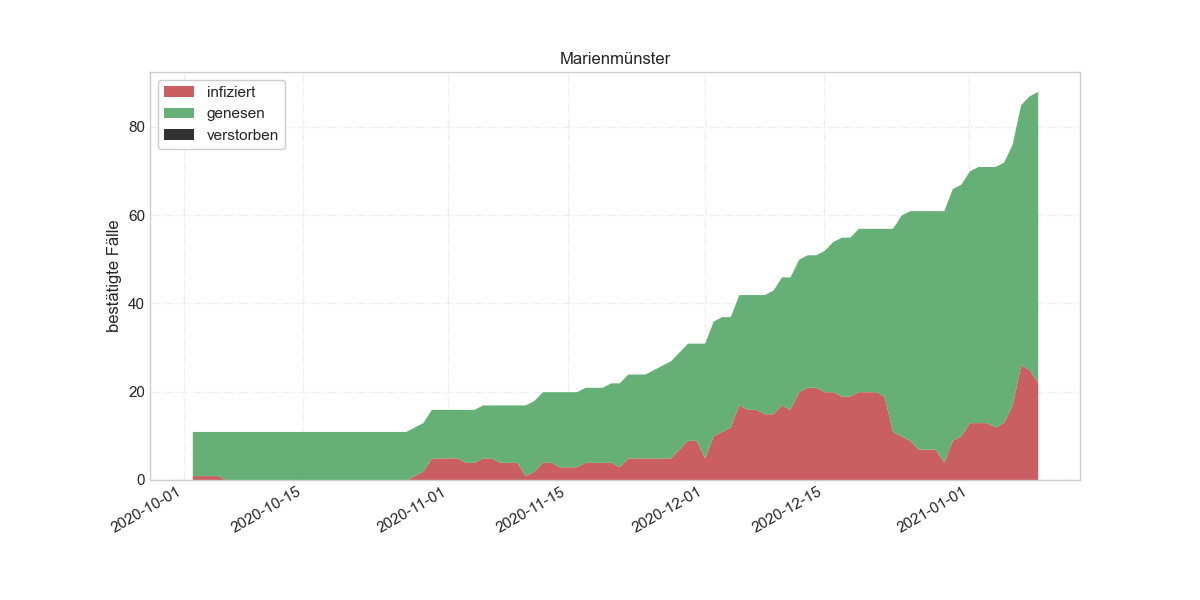 Marienmünster
infiziert
genesen
verstorben
bestätigte Fälle
80
60
40
20
0
2020-10-01
2020-10-15
2020-11-01
2020-11-15
2020-12-01
2020-12-15
2021-01-01